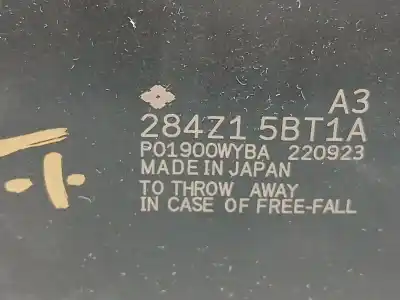 A3
284Z1 5BT1A
P01900WYBA 220923
MADE IN JAPAN
TO THROW AWAY
IN CASE OF FREE-FALL